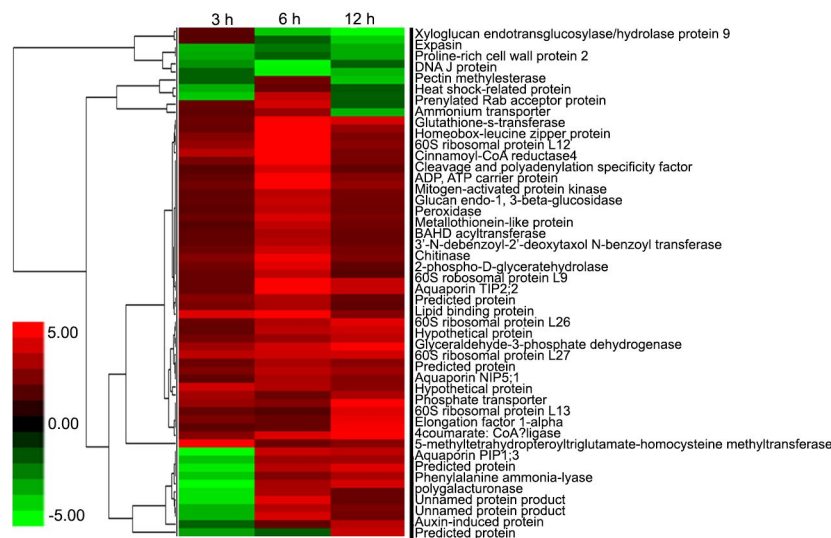 3 h 6 h 12 h
Xyloglucan endotransglucosylase/hydrolase protein 9
Expasin
Proline-rich cell wall protein 2
DNA J protein
Pectin methylesterase
Heat shock-related protein
Prenylated Rab acceptor protein
Ammonium transporter
Glutathione-s-transferase
Homeobox-leucine zipper protein
60S ribosomal protein L12
Cinnamoyl-CoA reductase4
Cleavage and polyadenylation specificity factor
ADP, ATP carrier protein
Mitogen-activated protein kinase
Glucan endo-1, 3-beta-glucosidase
Peroxidase
Metallothionein-like protein
BAHD acyltransferase
3'-N-debenzoyl-2'-deoxytaxol N-benzoyl transferase
Chitinase
2-phospho-D-glyceratehydrolase
60S robosomal protein L9
Aquaporin TIP2;2
Predicted protein
Lipid binding protein
60S ribosomal protein L26
Hypothetical protein
Glyceraldehyde-3-phosphate dehydrogenase
60S ribosomal protein L27
Predicted protein
Aquaporin NIP5;1
Hypothetical protein
Phosphate transporter
60S ribosomal protein L13
Elongation factor 1-alpha
4coumarate: CoA?ligase
5-methyltetrahydropteroyltriglutamate-homocysteine methyltransferase
Aquaporin PIP1;3
Predicted protein
Phenylalanine ammonia-lyase
polygalacturonase
Unnamed protein product
Unnamed protein product
Auxin-induced protein
Predicted protein
5.00
0.00
-5.00